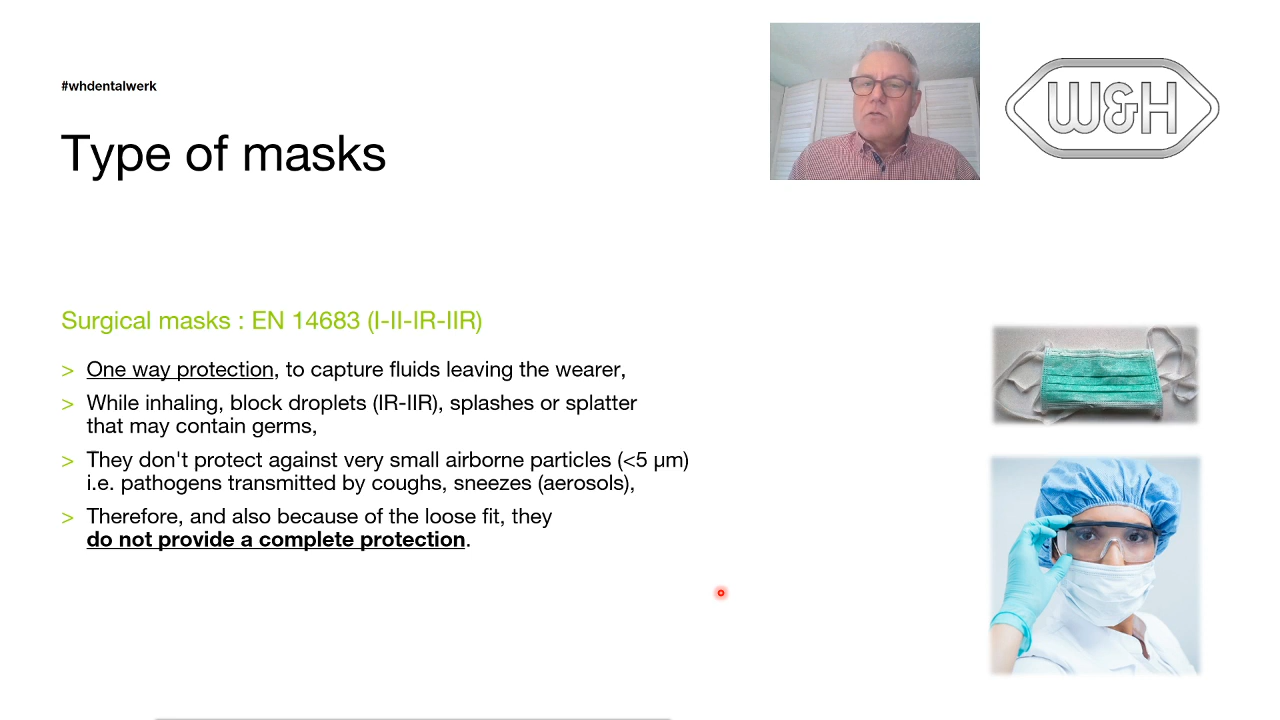 #whdentalwerk
W&H
Type of masks
Surgical masks : EN 14683 (I-II-IR-IIR)
> One way protection, to capture fluids leaving the wearer,
> While inhaling, block droplets (IR-IIR), splashes or splatter
that may contain germs,
> They don't protect against very small airborne particles (<5 µm)
i.e. pathogens transmitted by coughs, sneezes (aerosols),
> Therefore, and also because of the loose fit, they
do not provide a complete protection.